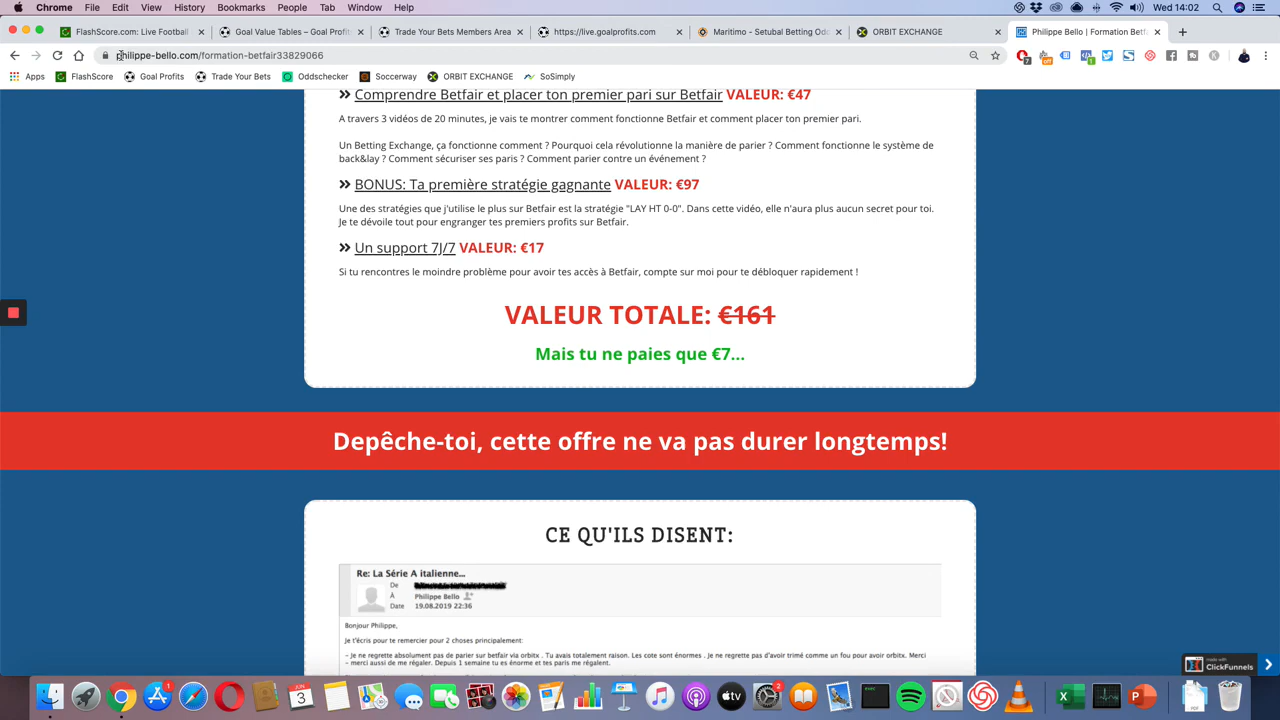 Chrome File Edit View History Bookmarks People Tab Window Help
14:02
FlashScore.com: Live Football
Goal Value Tables – Goal Profit
Trade Your Bets Members Area
https://live.goalprofits.com
Maritimo - Setubal Betting Odd
ORBIT EXCHANGE
Philippe Bello | Formation Betf
philippe-bello.com/formation-betfair33829066
Apps FlashScore Goal Profits Trade Your Bets Oddschecker Soccerway ORBIT EXCHANGE SoSimply
Comprendre Betfair et placer ton premier pari sur Betfair VALEUR: €47
A travers 3 vidéos de 20 minutes, je vais te montrer comment fonctionne Betfair et comment placer ton premier pari.
Un Betting Exchange, ça fonctionne comment ? Pourquoi cela révolutionne la manière de parier ? Comment fonctionne le système de
back&lay ? Comment sécuriser ses paris ? Comment parier contre un événement ?
BONUS: Ta première stratégie gagnante VALEUR: €97
Une des stratégies que j'utilise le plus sur Betfair est la stratégie "LAY HT 0-0". Dans cette vidéo, elle n'aura plus aucun secret pour toi.
Je te dévoile tout pour engranger tes premiers profits sur Betfair.
Un support 7J/7 VALEUR: €17
Si tu rencontres le moindre problème pour avoir tes accès à Betfair, compte sur moi pour te débloquer rapidement !
VALEUR TOTALE: €161
Mais tu ne paies que €7...
Depêche-toi, cette offre ne va pas durer longtemps!
CE QU'ILS DISENT:
Re: La Série A italienne...
De
À Philippe Bello
Date 19.08.2019 22:36
Bonjour Philippe,
Je t'écris pour te remercier pour 2 choses principalement:
– Je ne regrette absolument pas de parier sur betfair via orbitx . Tu avais totalement raison. Les cote sont énormes . Je ne regrette pas d'avoir trimé comme un fou pour avoir orbitx. Merci
– merci aussi de me régaler. Depuis 1 semaine tu es énorme et tes paris me régalent.
made with
ClickFunnels